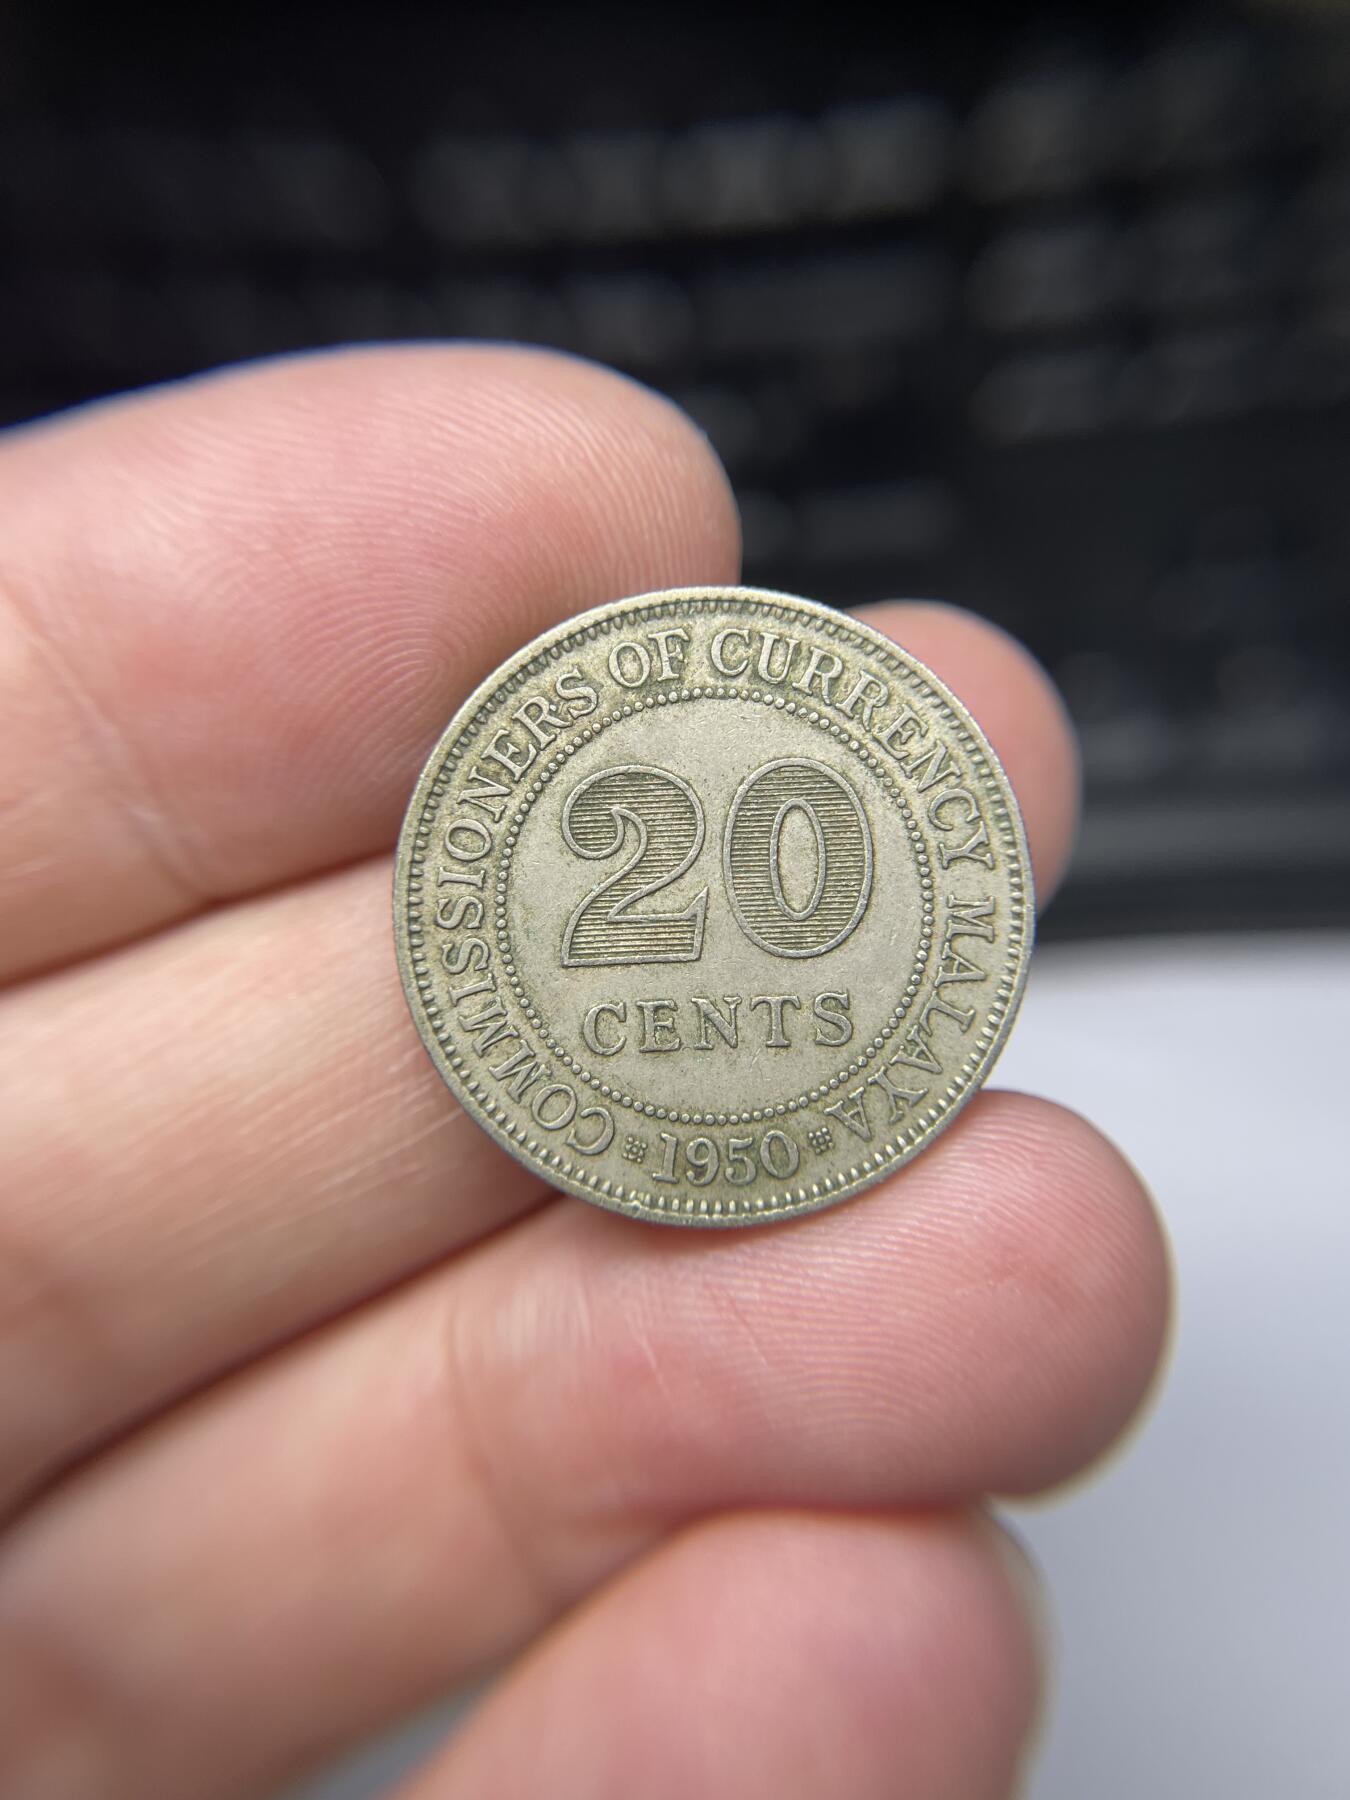 COMMISSIONERS OF CURRENCY MALAYA
20
CENTS
1950